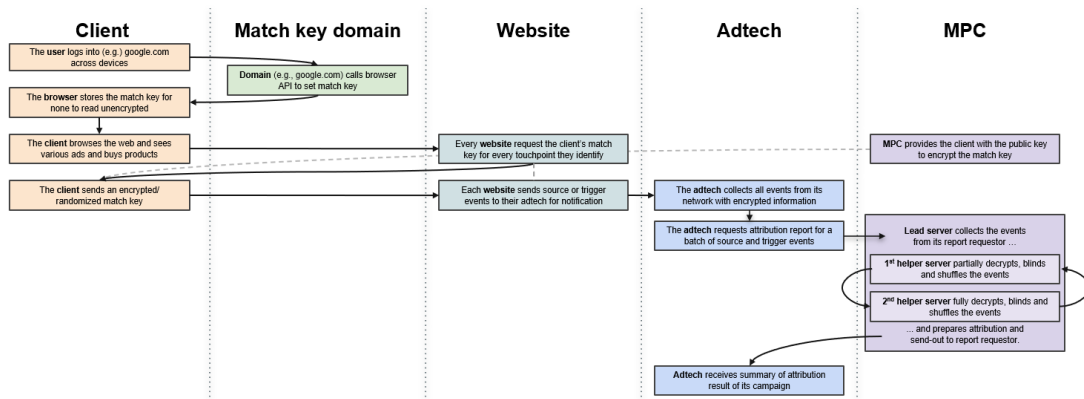 Client
Match key domain
Website
Adtech
MPC
The user logs into (e.g.) google.com
across devices
Domain (e.g., google.com) calls browser
API to set match key
The browser stores the match key for
none to read unencrypted
The client browses the web and sees
various ads and buys products
Every website request the client's match
key for every touchpoint they identify
MPC provides the client with the public key
to encrypt the match key
The client sends an encrypted/
randomized match key
Each website sends source or trigger
events to their adtech for notification
The adtech collects all events from its
network with encrypted information
The adtech requests attribution report for a
batch of source and trigger events
Lead server collects the events
from its report requestor ...
1st helper server partially decrypts, blinds
and shuffles the events
2nd helper server fully decrypts, blinds and
shuffles the events
... and prepares attribution and
send-out to report requestor.
Adtech receives summary of attribution
result of its campaign